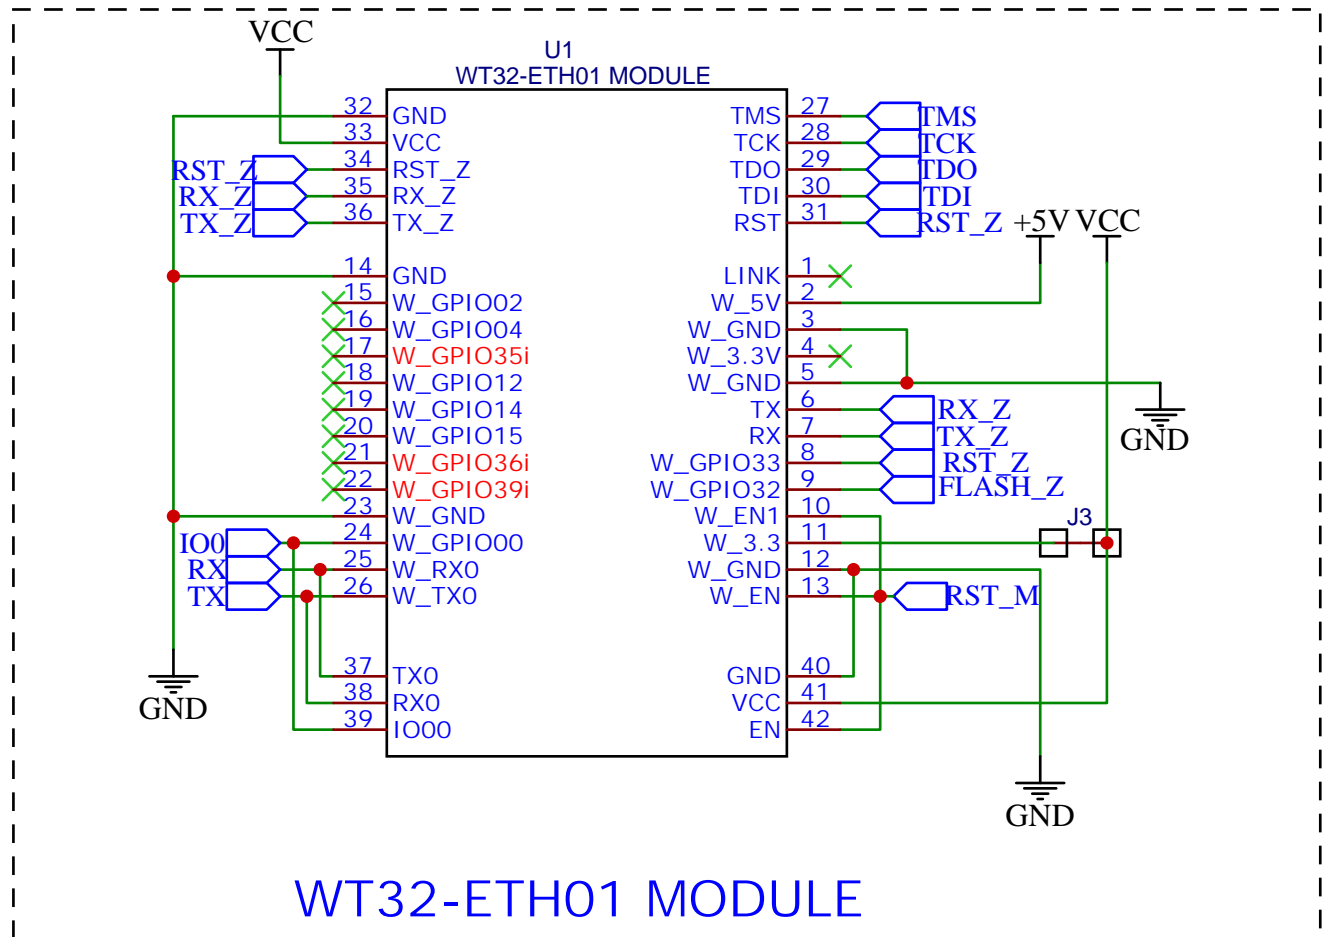 VCC
U1
WT32-ETH01 MODULE
32 GND TMS 27 TMS
33 VCC TCK 28 TCK
RST_Z 34 RST_Z TDO 29 TDO
RX_Z 35 RX_Z TDI 30 TDI
TX_Z 36 TX_Z RST 31 RST_Z +5V VCC
14 GND LINK 1
15 W_GPIO02 W_5V 2
16 W_GPIO04 W_GND 3
17 W_GPIO35i W_3.3V 4
18 W_GPIO12 W_GND 5
19 W_GPIO14 TX 6 RX_Z
20 W_GPIO15 RX 7 TX_Z GND
21 W_GPIO36i W_GPIO33 8 RST_Z
22 W_GPIO39i W_GPIO32 9 FLASH_Z
23 W_GND W_EN1 10 J3
IO0 24 W_GPIO00 W_3.3 11
RX 25 W_RX0 W_GND 12
TX 26 W_TX0 W_EN 13 RST_M
37 TX0 GND 40
38 RX0 VCC 41
GND
39 IO00 EN 42
GND
WT32-ETH01 MODULE